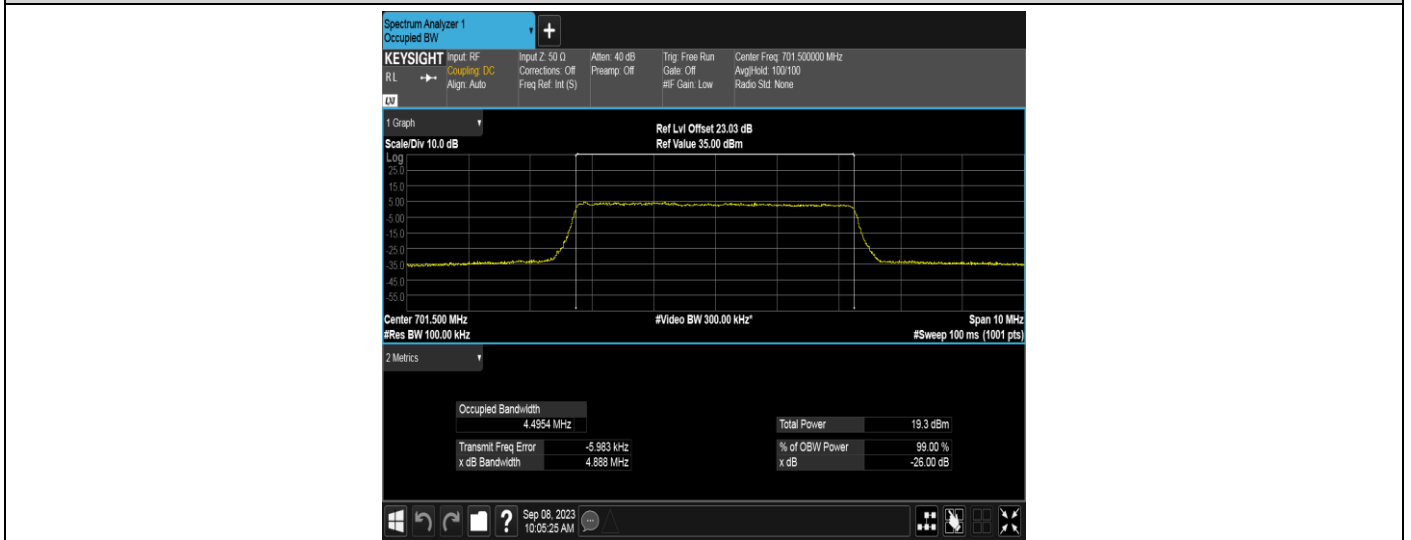 Spectrum Analyzer 1
Occupied BW
+
KEYSIGHT Input: RF Input Z: 50 Ω Atten: 40 dB Trig: Free Run Center Freq: 701.500000 MHz
RL Coupling: DC Corrections: Off Preamp: Off Gate: Off Avg|Hold: 100/100
Align: Auto Freq Ref: Int (S) #IF Gain: Low Radio Std: None
LXI
1 Graph Ref Lvl Offset 23.03 dB
Scale/Div 10.0 dB Ref Value 35.00 dBm
Log
25.0
15.0
5.00
-5.00
-15.0
-25.0
-35.0
-45.0
-55.0
Center 701.500 MHz #Video BW 300.00 kHz* Span 10 MHz
#Res BW 100.00 kHz #Sweep 100 ms (1001 pts)
2 Metrics
Occupied Bandwidth
4.4954 MHz Total Power 19.3 dBm
Transmit Freq Error -5.983 kHz % of OBW Power 99.00 %
x dB Bandwidth 4.888 MHz x dB -26.00 dB
? Sep 08, 2023
10:05:25 AM